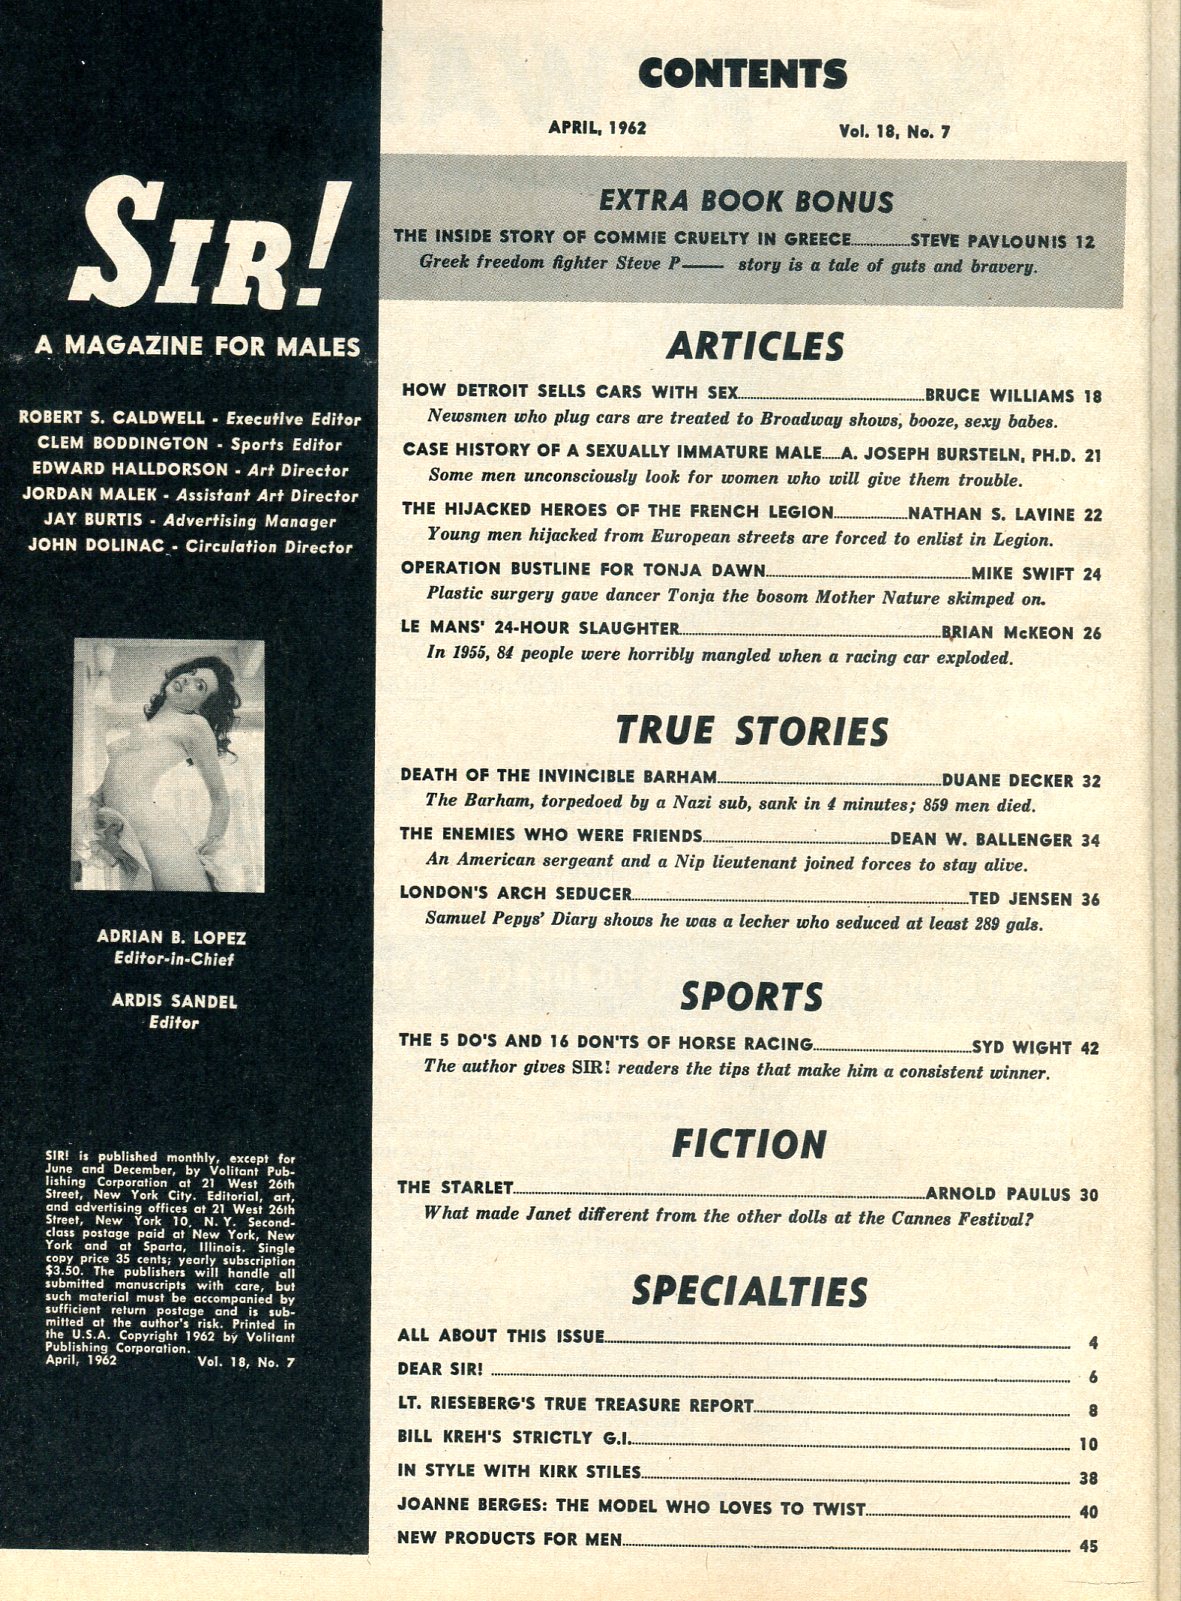 SIR!
A MAGAZINE FOR MALES
ROBERT S. CALDWELL - Executive Editor
CLEM BODDINGTON - Sports Editor
EDWARD HALLDORSON - Art Director
JORDAN MALEK - Assistant Art Director
JAY BURTIS - Advertising Manager
JOHN DOLINAC - Circulation Director
ADRIAN B. LOPEZ
Editor-in-Chief
ARDIS SANDEL
Editor
SIR! is published monthly, except for
June and December, by Volitant Pub-
lishing Corporation at 21 West 26th
Street, New York City. Editorial, art,
and advertising offices at 21 West 26th
Street, New York 10, N.Y. Second-
class postage paid at New York, New
York and at Sparta, Illinois. Single
copy price 35 cents; yearly subscription
$3.50. The publishers will handle all
submitted manuscripts with care, but
such material must be accompanied by
sufficient return postage and is sub-
mitted at the author's risk. Printed in
the U.S.A. Copyright 1962 by Volitant
Publishing Corporation.
April, 1962 Vol. 18, No. 7
CONTENTS
APRIL, 1962 Vol. 18, No. 7
EXTRA BOOK BONUS
THE INSIDE STORY OF COMMIE CRUELTY IN GREECE..........STEVE PAVLOUNIS 12
Greek freedom fighter Steve P—— story is a tale of guts and bravery.
ARTICLES
HOW DETROIT SELLS CARS WITH SEX..........BRUCE WILLIAMS 18
Newsmen who plug cars are treated to Broadway shows, booze, sexy babes.
CASE HISTORY OF A SEXUALLY IMMATURE MALE.....A. JOSEPH BURSTELN, PH.D. 21
Some men unconsciously look for women who will give them trouble.
THE HIJACKED HEROES OF THE FRENCH LEGION..........NATHAN S. LAVINE 22
Young men hijacked from European streets are forced to enlist in Legion.
OPERATION BUSTLINE FOR TONJA DAWN..........MIKE SWIFT 24
Plastic surgery gave dancer Tonja the bosom Mother Nature skimped on.
LE MANS' 24-HOUR SLAUGHTER..........BRIAN McKEON 26
In 1955, 84 people were horribly mangled when a racing car exploded.
TRUE STORIES
DEATH OF THE INVINCIBLE BARHAM..........DUANE DECKER 32
The Barham, torpedoed by a Nazi sub, sank in 4 minutes; 859 men died.
THE ENEMIES WHO WERE FRIENDS..........DEAN W. BALLENGER 34
An American sergeant and a Nip lieutenant joined forces to stay alive.
LONDON'S ARCH SEDUCER..........TED JENSEN 36
Samuel Pepys' Diary shows he was a lecher who seduced at least 289 gals.
SPORTS
THE 5 DO'S AND 16 DON'TS OF HORSE RACING..........SYD WIGHT 42
The author gives SIR! readers the tips that make him a consistent winner.
FICTION
THE STARLET..........ARNOLD PAULUS 30
What made Janet different from the other dolls at the Cannes Festival?
SPECIALTIES
ALL ABOUT THIS ISSUE.......... 4
DEAR SIR! .......... 6
LT. RIESEBERG'S TRUE TREASURE REPORT.......... 8
BILL KREH'S STRICTLY G.I........... 10
IN STYLE WITH KIRK STILES.......... 38
JOANNE BERGES: THE MODEL WHO LOVES TO TWIST.......... 40
NEW PRODUCTS FOR MEN.......... 45